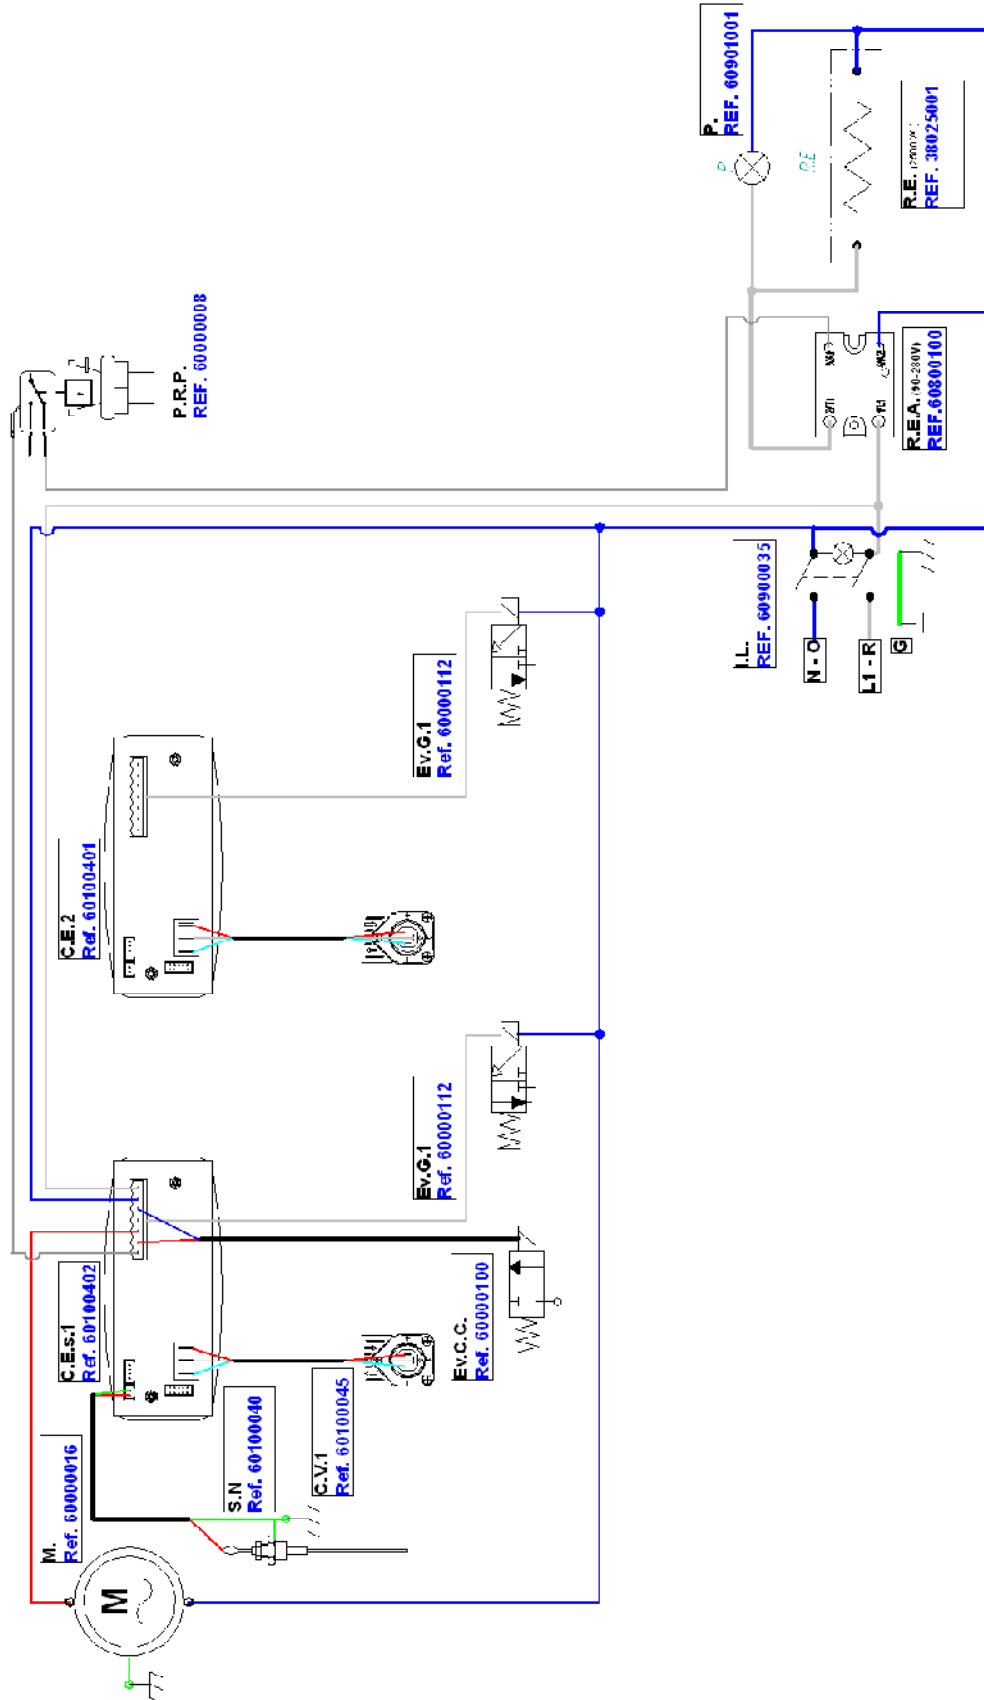 M.
Ref. 60000016
C.E.s.1
Ref. 60100402
S.N
Ref. 60100040
C.V.1
Ref. 60100045
Ev.C.C.
Ref. 60000100
Ev.G.1
Ref. 60000112
C.E.2
Ref. 60100401
Ev.G.1
Ref. 60000112
P.R.P.
REF. 60000008
I.L.
REF. 60900035
N - O
L1 - R
G
R.E.A. (90-280V)
REF.60800100
P.
REF. 60901001
P
R.E
R.E.
REF. 38025001
M